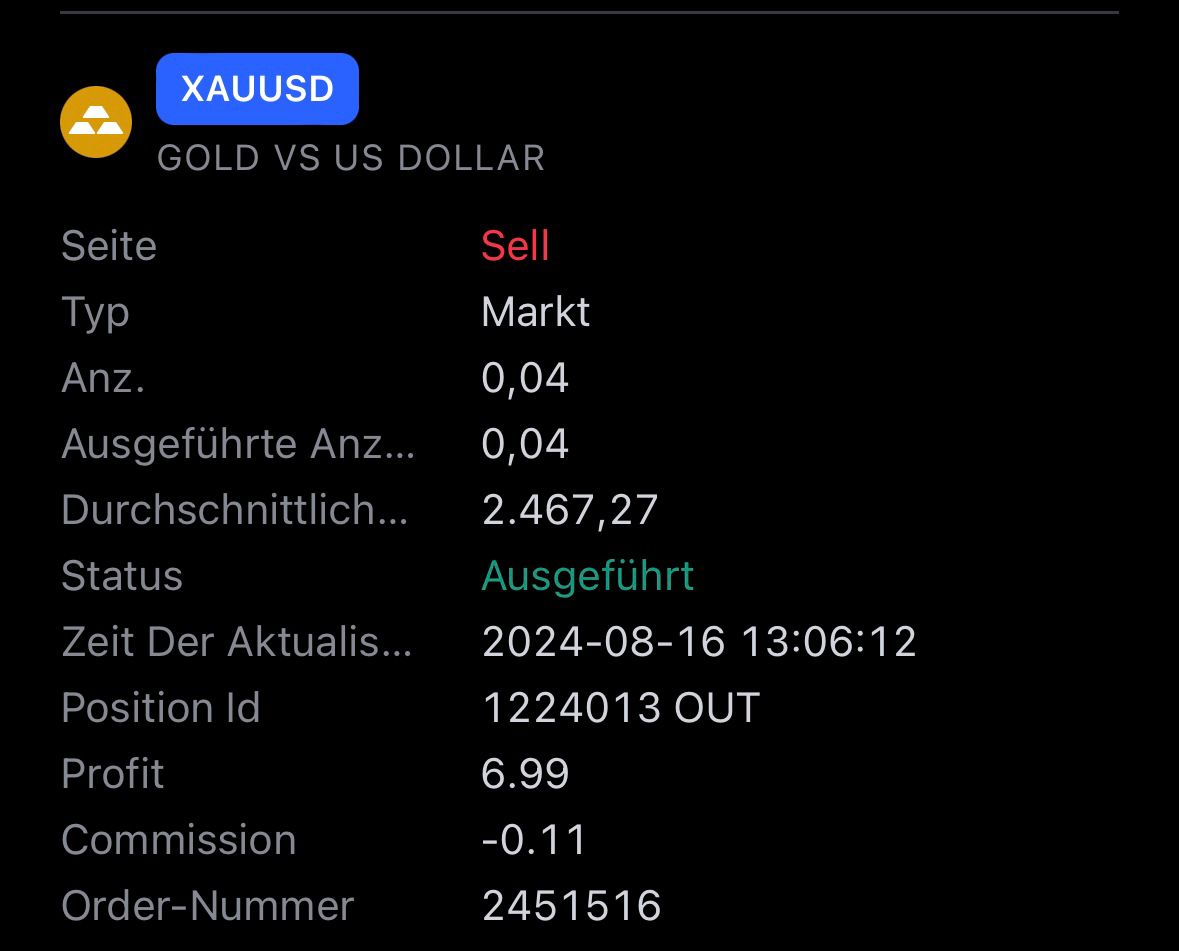 XAUUSD
GOLD VS US DOLLAR
Seite Sell
Typ Markt
Anz. 0,04
Ausgeführte Anz... 0,04
Durchschnittlich... 2.467,27
Status Ausgeführt
Zeit Der Aktualis... 2024-08-16 13:06:12
Position Id 1224013 OUT
Profit 6.99
Commission -0.11
Order-Nummer 2451516